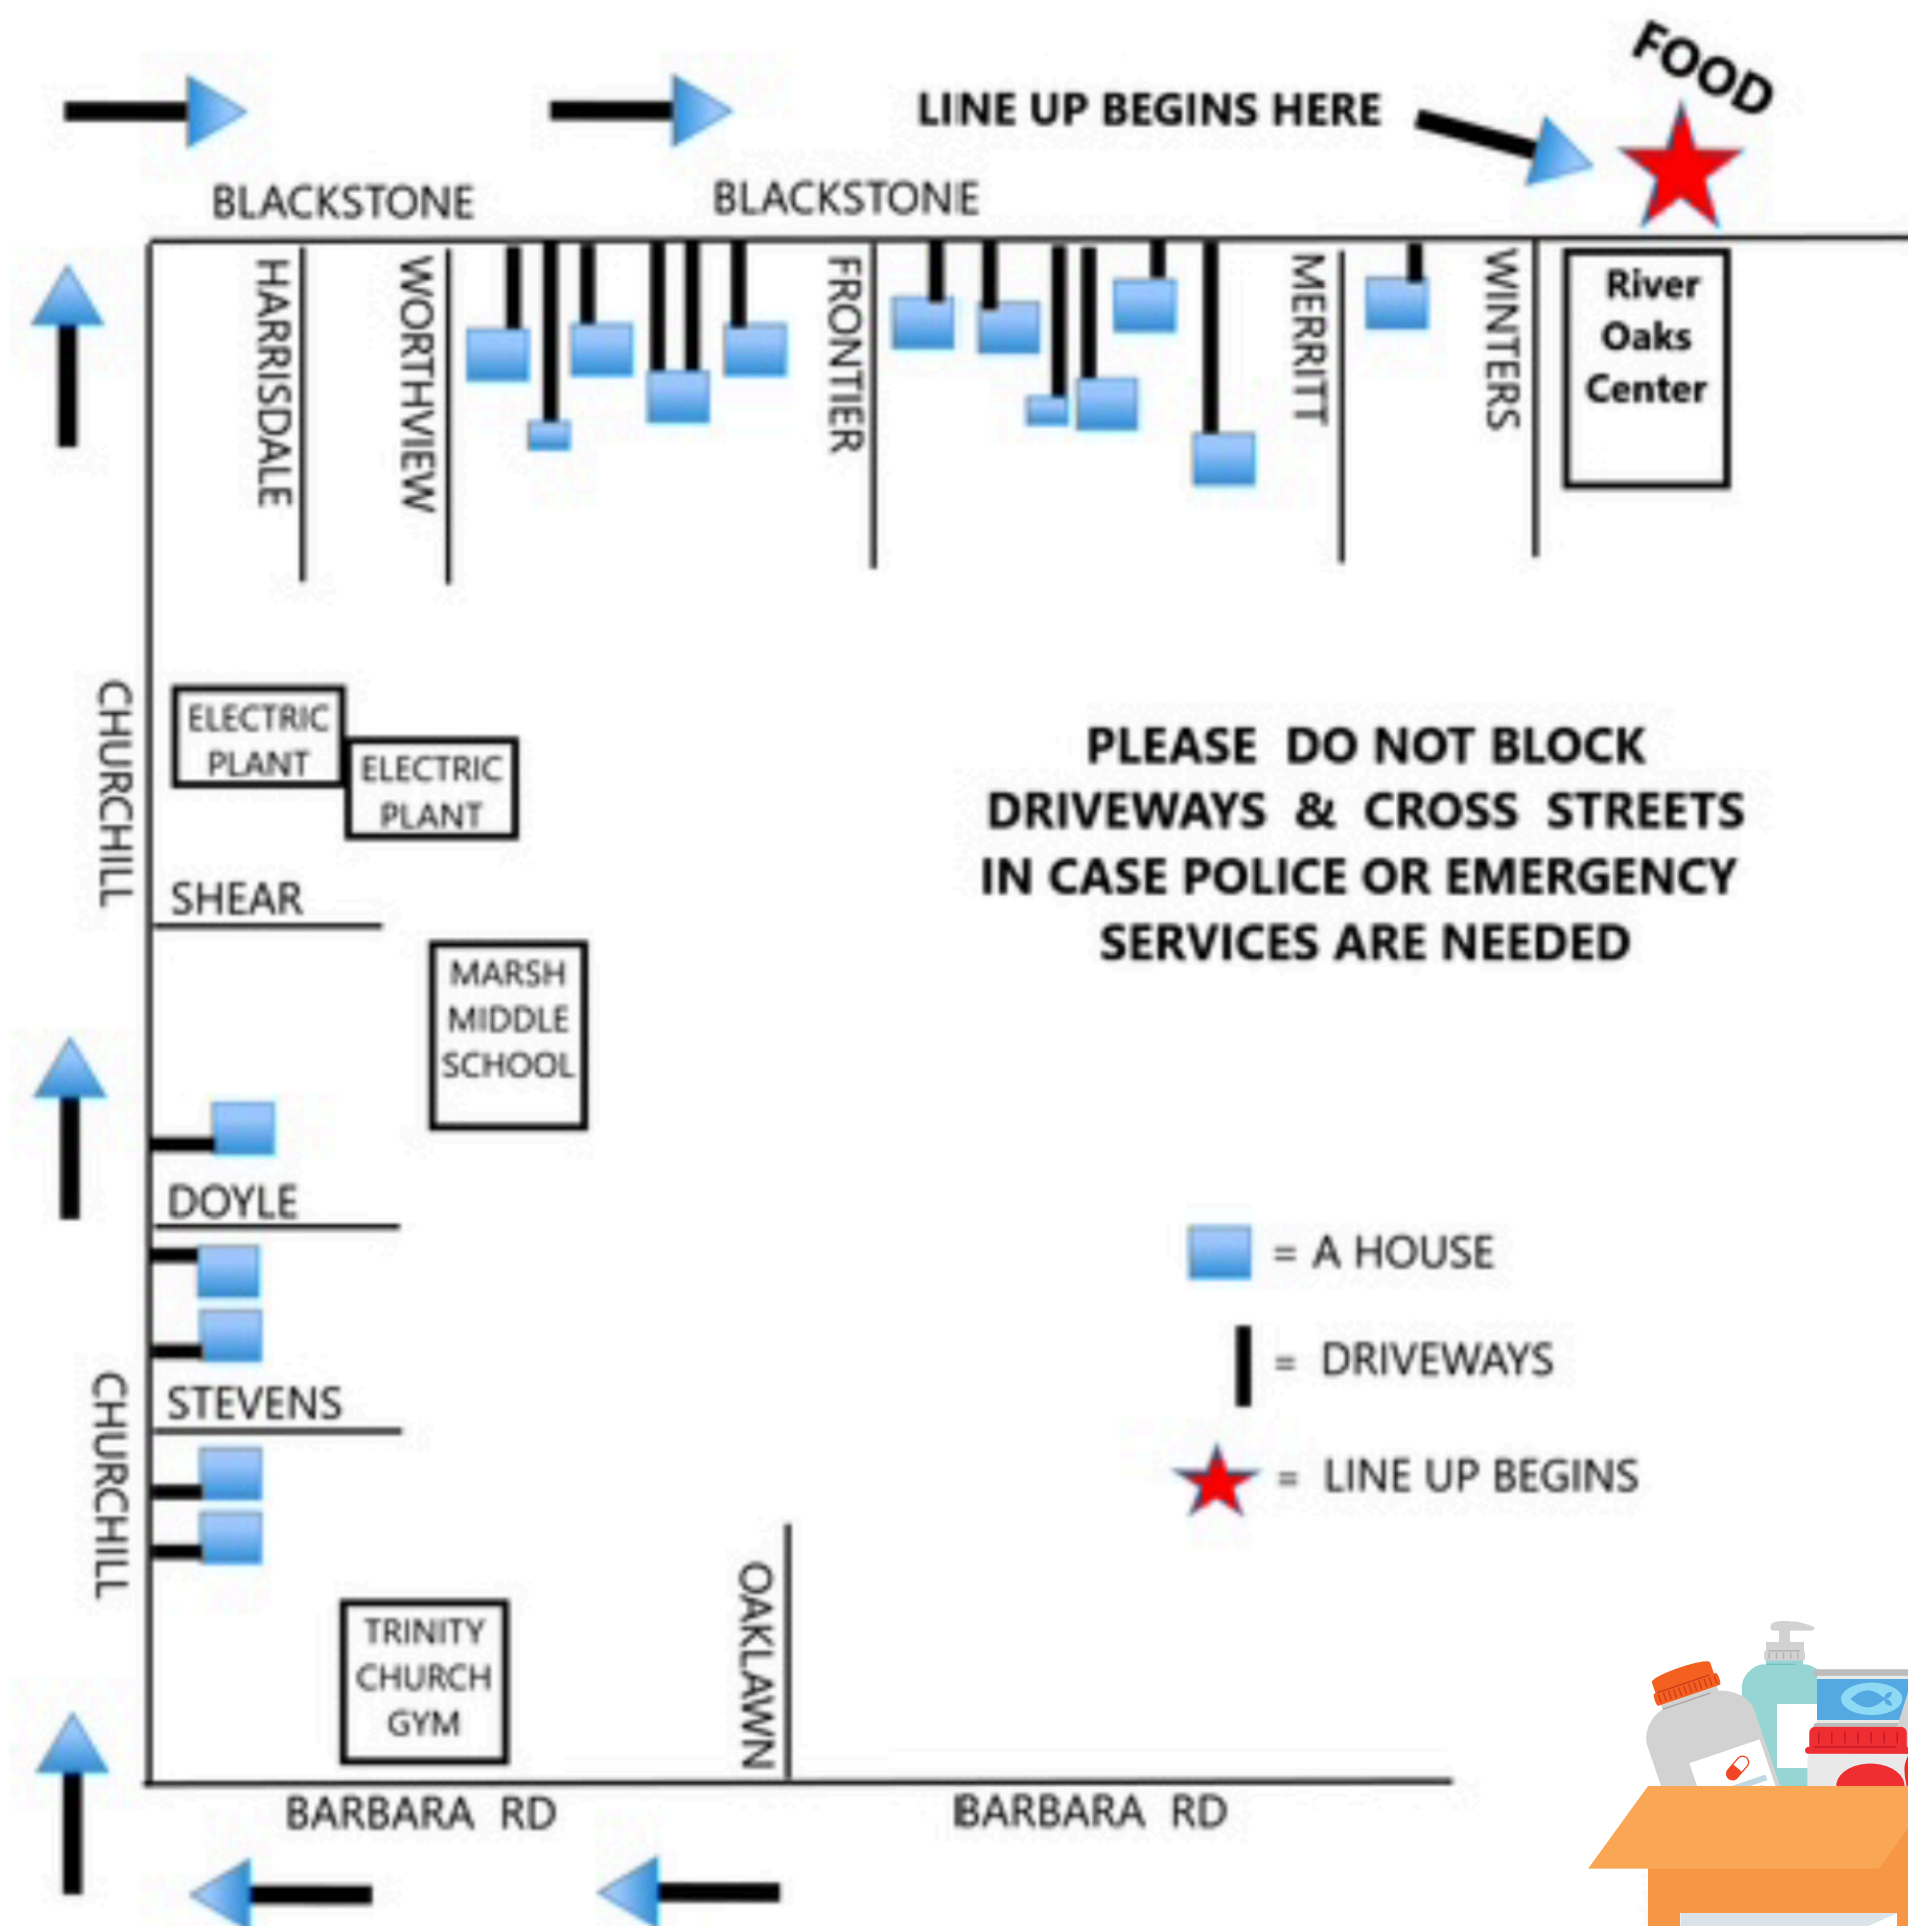 FOOD
LINE UP BEGINS HERE
BLACKSTONE
BLACKSTONE
HARRISDALE
WORTHVIEW
FRONTIER
MERRITT
WINTERS
River
Oaks
Center
CHURCHILL
ELECTRIC
PLANT
ELECTRIC
PLANT
PLEASE DO NOT BLOCK
DRIVEWAYS & CROSS STREETS
IN CASE POLICE OR EMERGENCY
SERVICES ARE NEEDED
SHEAR
MARSH
MIDDLE
SCHOOL
DOYLE
= A HOUSE
= DRIVEWAYS
STEVENS
= LINE UP BEGINS
CHURCHILL
TRINITY
CHURCH
GYM
OAKLAWN
BARBARA RD
BARBARA RD